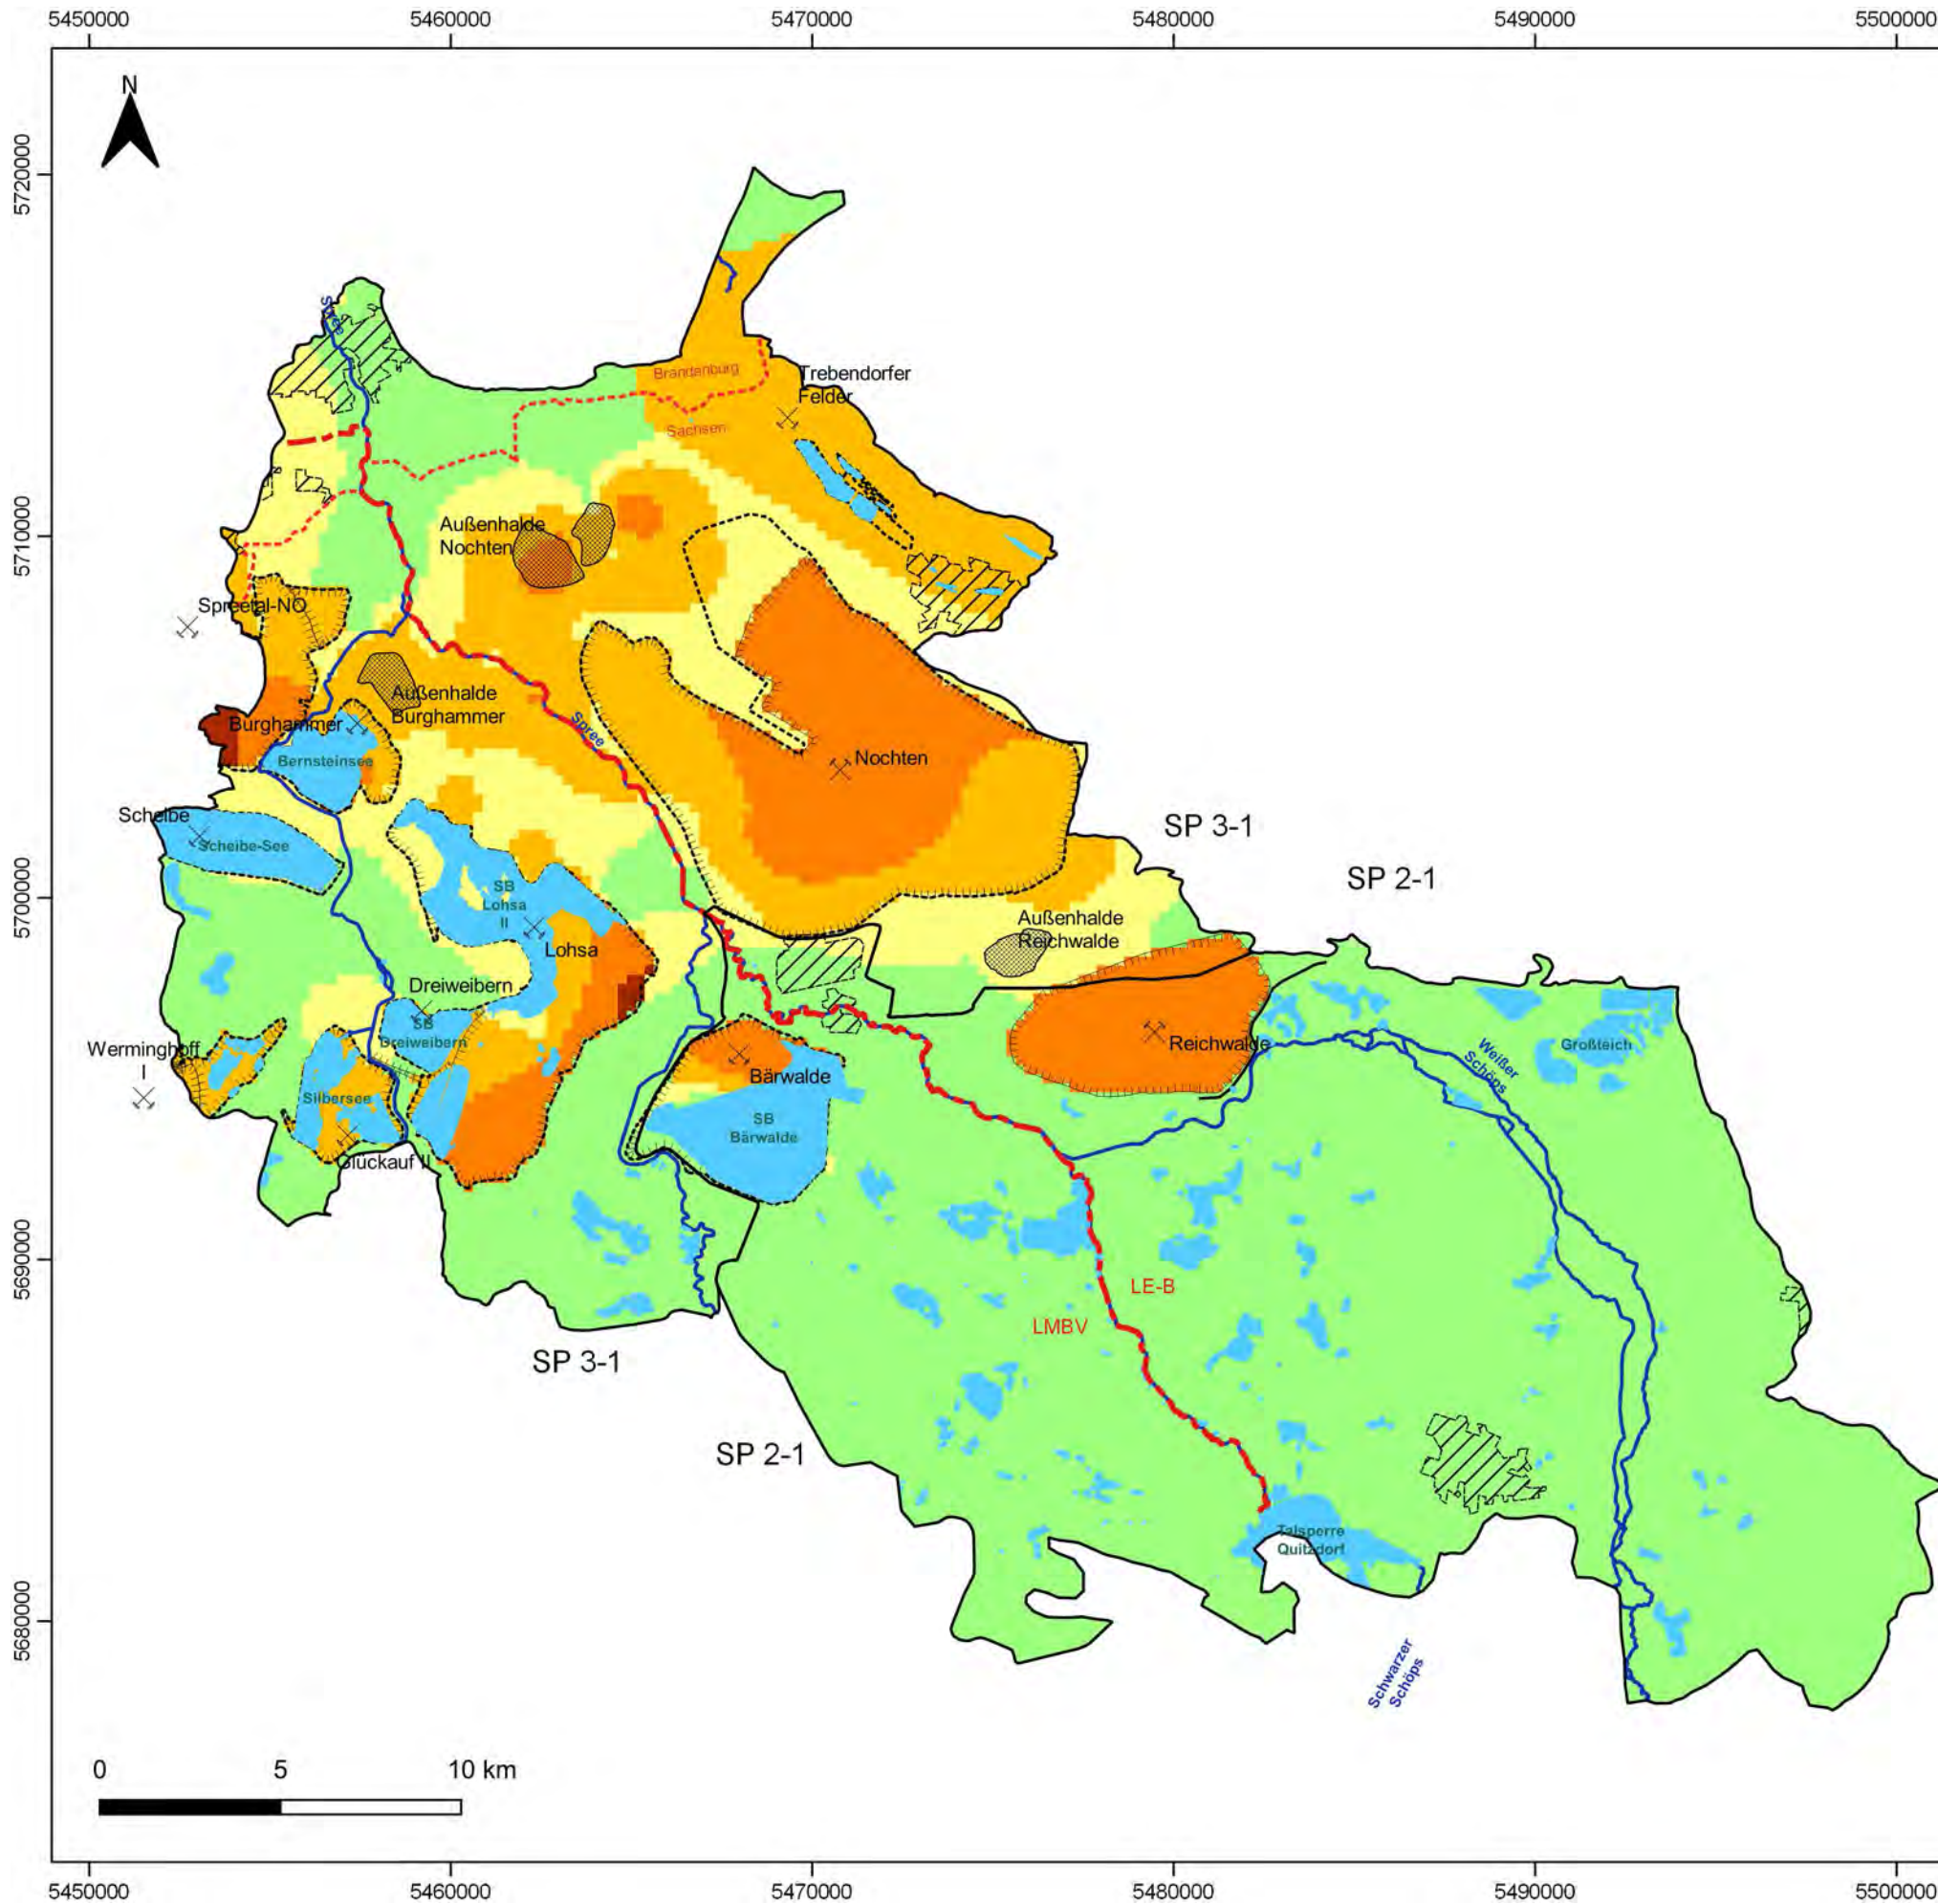 5450000
5460000
5470000
5480000
5490000
5500000
N
5720000
5710000
5700000
5690000
5680000
Spree
Brandenburg
Sachsen
Trebendorfer
Felder
Außenhalde
Nochten
Spreetal-NO
Außenhalde
Burghammer
Burghammer
Bernsteinsee
Spree
Nochten
Scheibe
Scheibe-See
SP 3-1
SP 2-1
SB
Lohsa
II
Lohsa
Außenhalde
Reichwalde
Dreiweibern
SB
Dreiweibern
Werminghoff
I
Silbersee
Glückauf II
Bärwalde
SB
Bärwalde
Reichwalde
Weißer
Schöps
Großteich
LE-B
LMBV
SP 3-1
SP 2-1
Talsperre
Quitzdorf
Schwarzer
Schöps
0
5
10 km
5450000
5460000
5470000
5480000
5490000
5500000